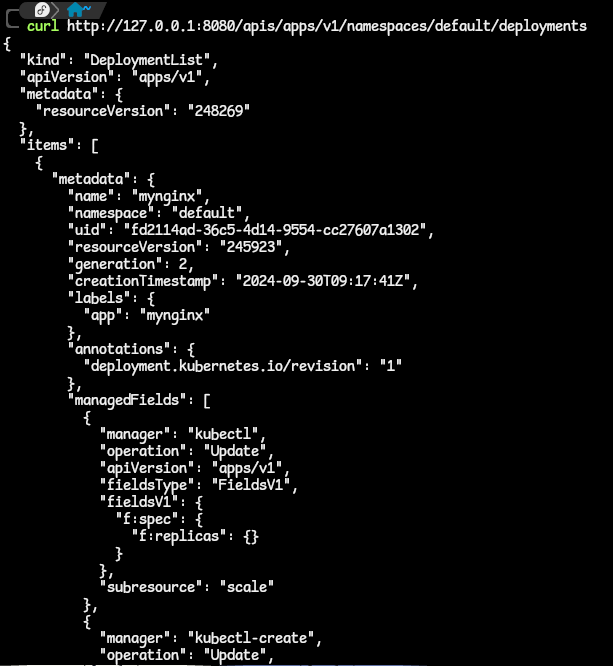 curl http://127.0.0.1:8080/apis/apps/v1/namespaces/default/deployments
{
  "kind": "DeploymentList",
  "apiVersion": "apps/v1",
  "metadata": {
    "resourceVersion": "248269"
  },
  "items": [
    {
      "metadata": {
        "name": "mynginx",
        "namespace": "default",
        "uid": "fd2114ad-36c5-4d14-9554-cc27607a1302",
        "resourceVersion": "245923",
        "generation": 2,
        "creationTimestamp": "2024-09-30T09:17:41Z",
        "labels": {
          "app": "mynginx"
        },
        "annotations": {
          "deployment.kubernetes.io/revision": "1"
        },
        "managedFields": [
          {
            "manager": "kubectl",
            "operation": "Update",
            "apiVersion": "apps/v1",
            "fieldsType": "FieldsV1",
            "fieldsV1": {
              "f:spec": {
                "f:replicas": {}
              }
            },
            "subresource": "scale"
          },
          {
            "manager": "kubectl-create",
            "operation": "Update",